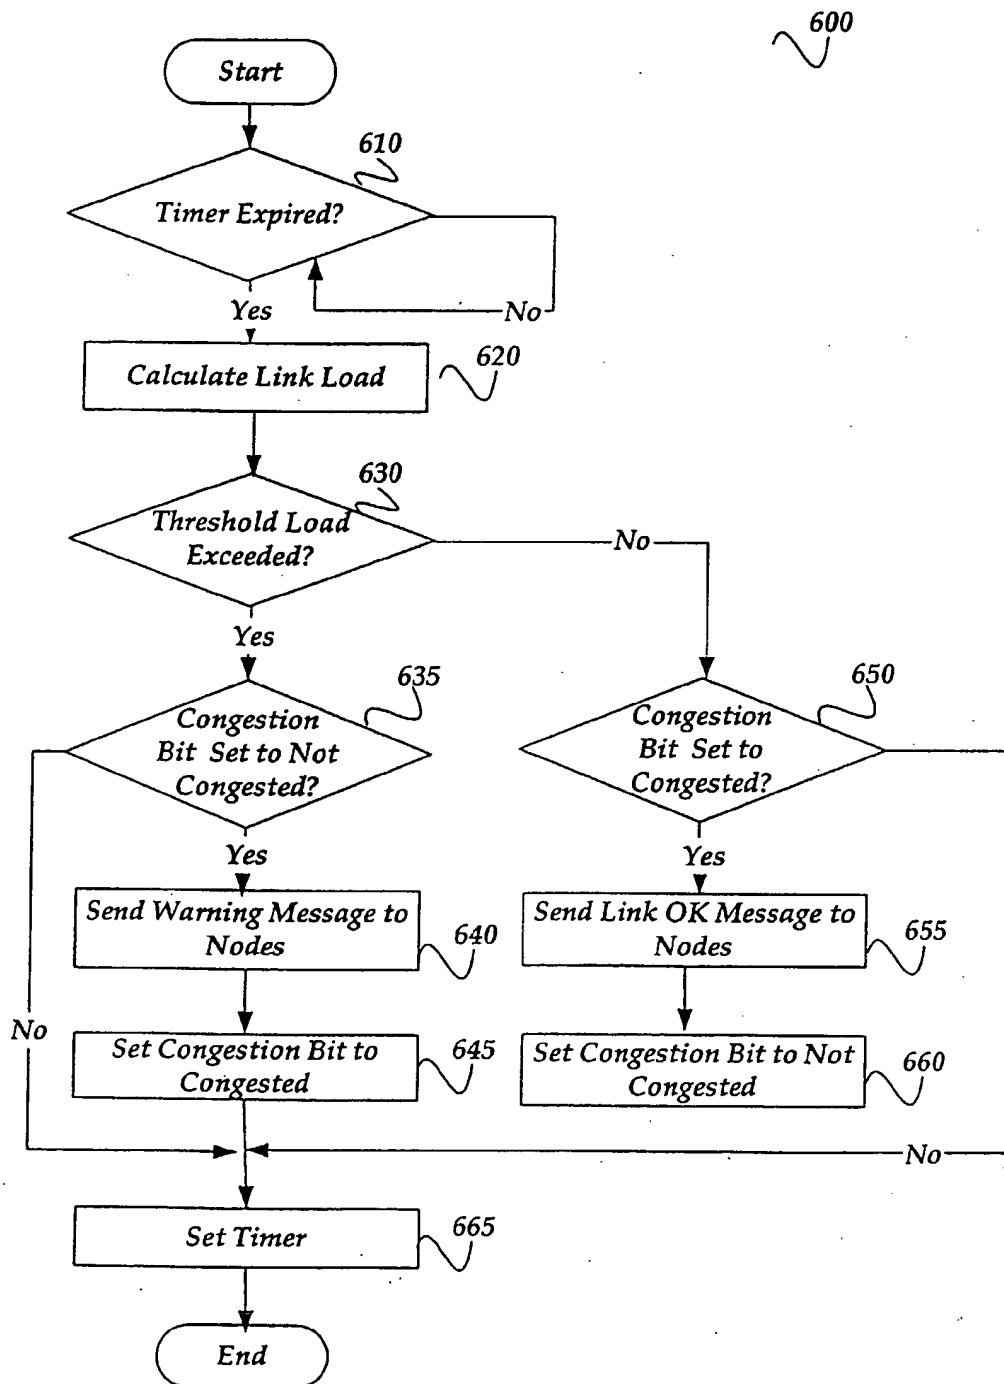 600
Start
610
Timer Expired?
Yes
No
Calculate Link Load
620
630
Threshold Load
Exceeded?
No
Yes
635
Congestion
Bit Set to Not
Congested?
650
Congestion
Bit Set to
Congested?
Yes
Yes
Send Warning Message to
Nodes
640
Send Link OK Message to
Nodes
655
No
Set Congestion Bit to
Congested
645
Set Congestion Bit to Not
Congested
660
No
Set Timer
665
End